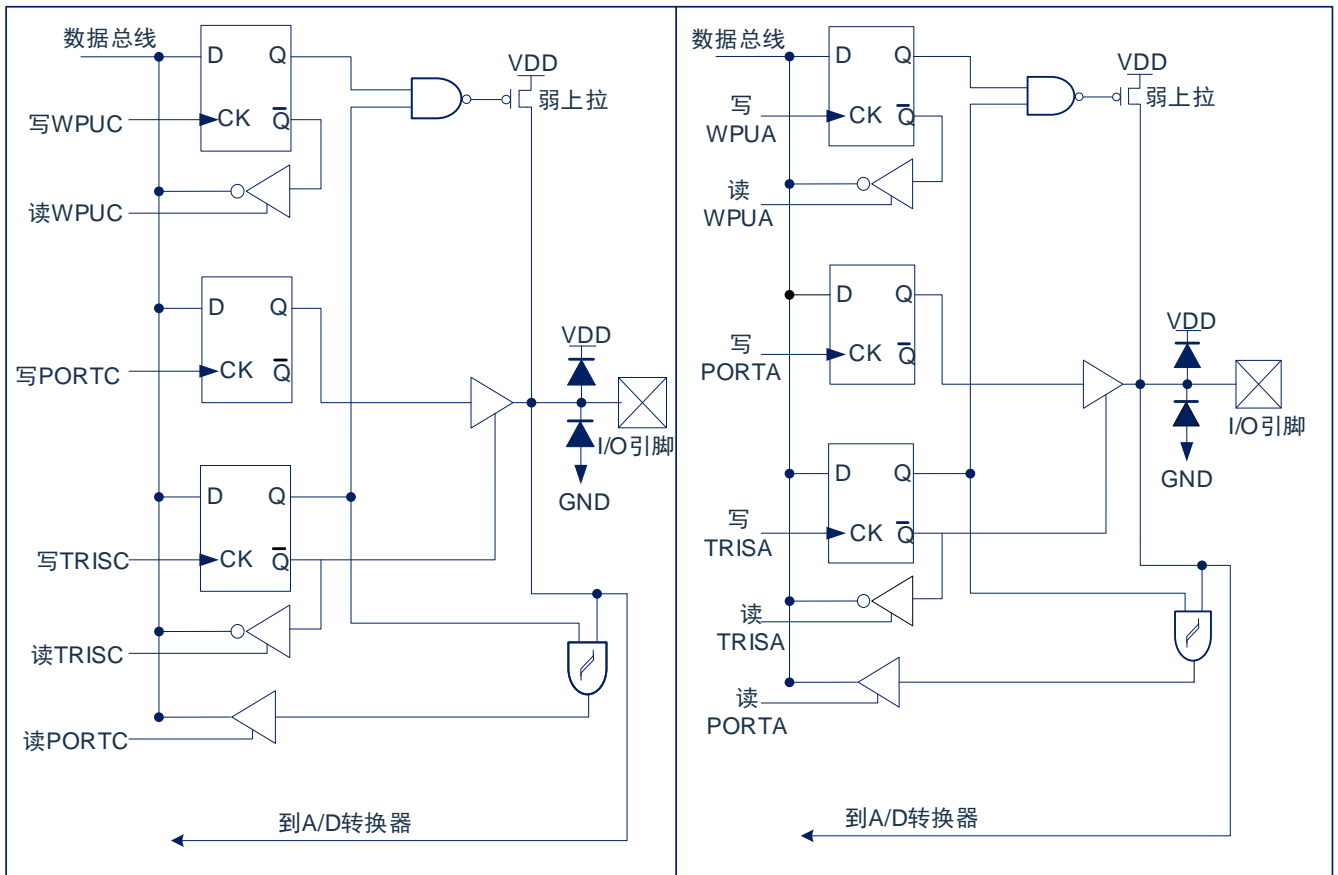 数据总线
D
Q
CK
Q
写WPUC
读WPUC
VDD
弱上拉
D
Q
CK
Q
写PORTC
VDD
I/O引脚
GND
D
Q
CK
Q
写TRISC
读TRISC
读PORTC
到A/D转换器
数据总线
D
Q
CK
Q
写
WPUA
读
WPUA
VDD
弱上拉
D
Q
CK
Q
写
PORTA
VDD
I/O引脚
GND
D
Q
CK
Q
写
TRISA
读
TRISA
读
PORTA
到A/D转换器